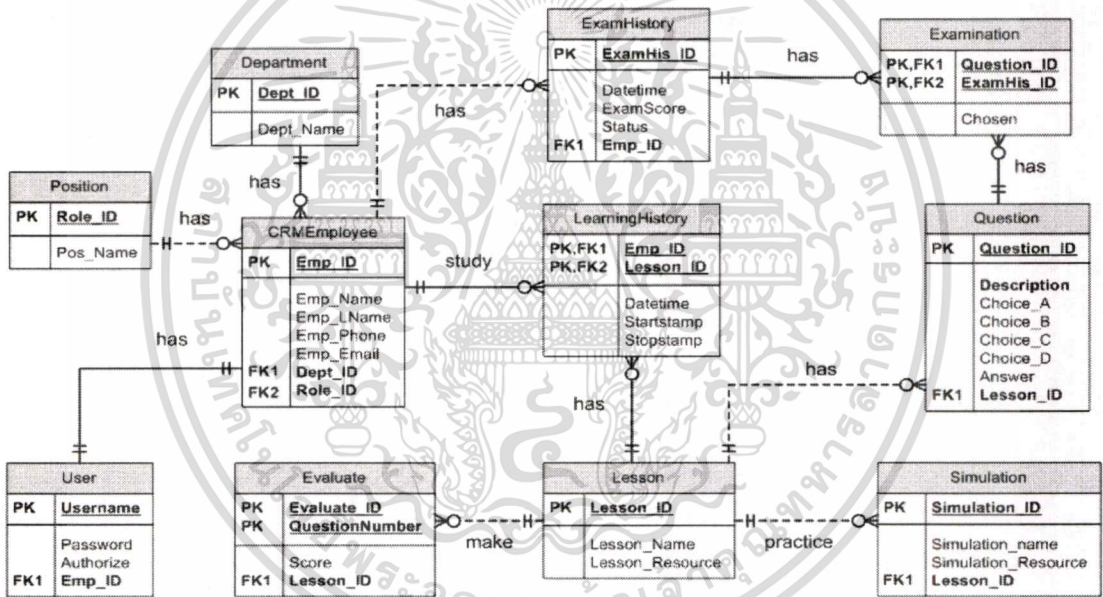 ExamHistory
PK ExamHis_ID
Datetime
ExamScore
Status
FK1 Emp_ID
has
Examination
PK,FK1 Question_ID
PK,FK2 ExamHis_ID
Chosen
Department
PK Dept_ID
Dept_Name
has
has
has
Position
PK Role_ID
Pos_Name
has
CRMEmployee
PK Emp_ID
Emp_Name
Emp_LName
Emp_Phone
Emp_Email
FK1 Dept_ID
FK2 Role_ID
study
LearningHistory
PK,FK1 Emp_ID
PK,FK2 Lesson_ID
Datetime
Startstamp
Stopstamp
Question
PK Question_ID
Description
Choice_A
Choice_B
Choice_C
Choice_D
Answer
FK1 Lesson_ID
has
has
has
User
PK Username
Password
Authorize
FK1 Emp_ID
Evaluate
PK Evaluate_ID
PK QuestionNumber
Score
FK1 Lesson_ID
make
Lesson
PK Lesson_ID
Lesson_Name
Lesson_Resource
practice
Simulation
PK Simulation_ID
Simulation_name
Simulation_Resource
FK1 Lesson_ID